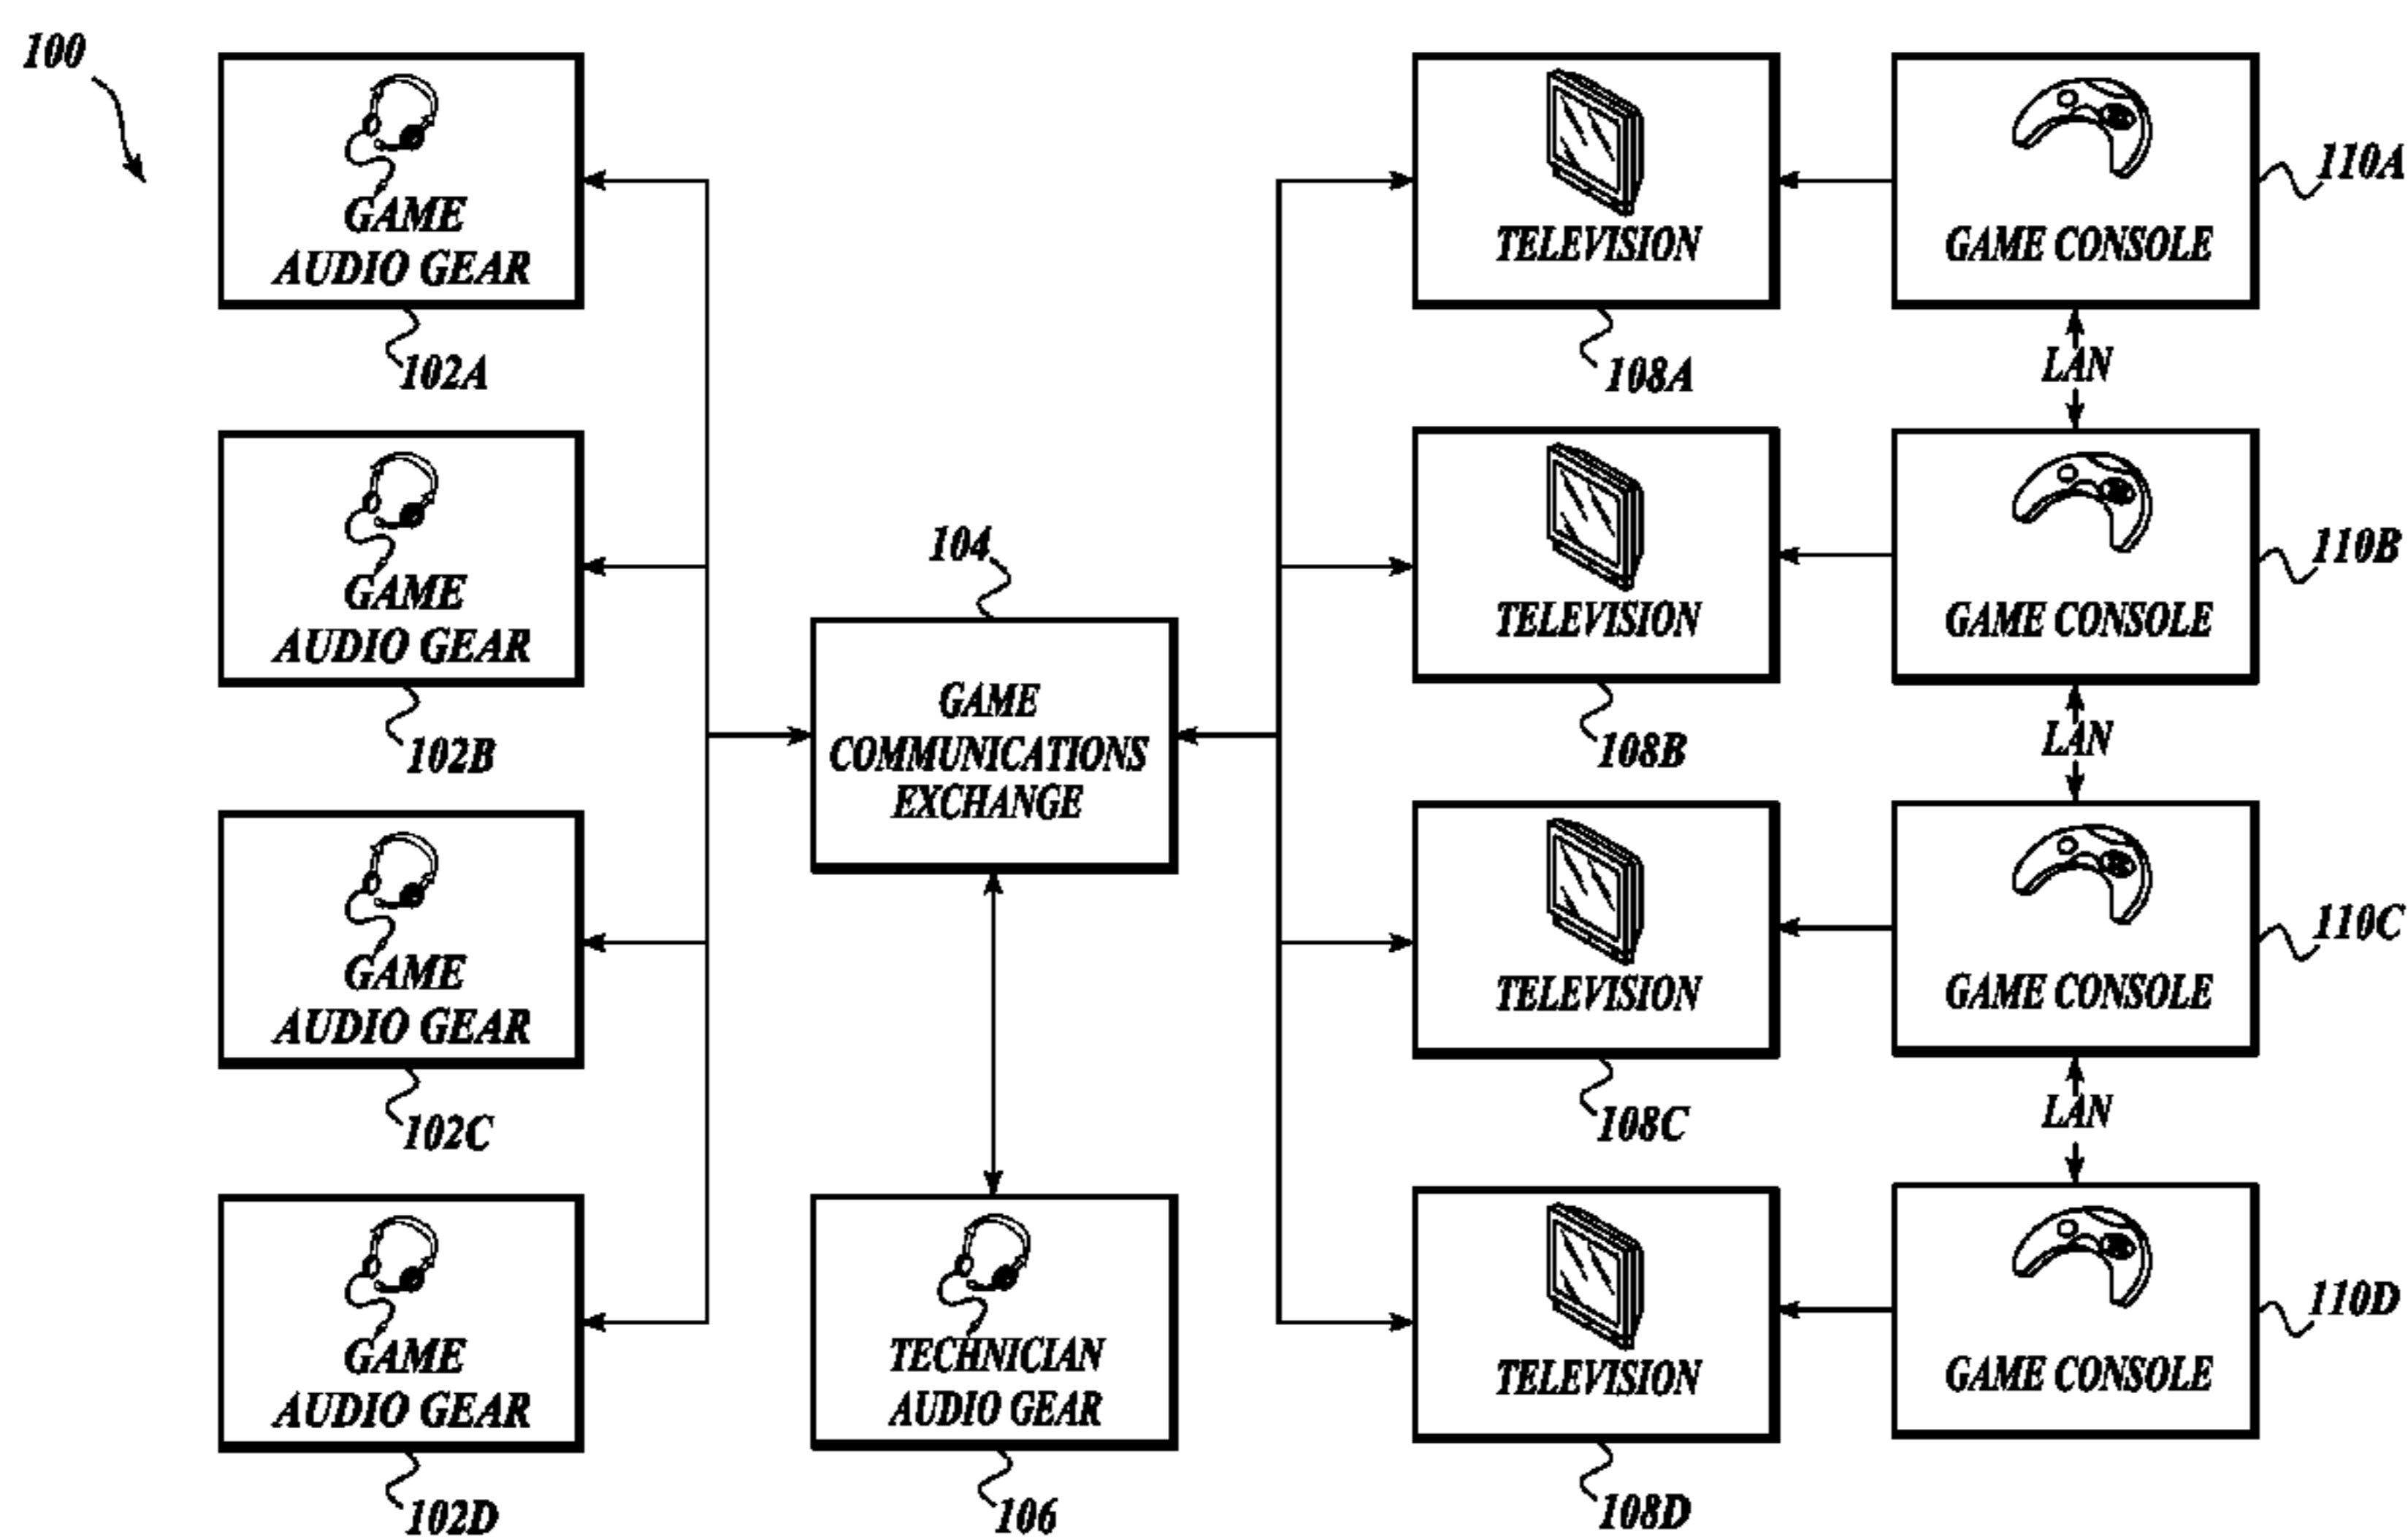 100
GAME
AUDIO GEAR
102A
GAME
AUDIO GEAR
102B
GAME
AUDIO GEAR
102C
GAME
AUDIO GEAR
102D
104
GAME
COMMUNICATIONS
EXCHANGE
TECHNICIAN
AUDIO GEAR
106
TELEVISION
108A
TELEVISION
108B
TELEVISION
108C
TELEVISION
108D
GAME CONSOLE
110A
LAN
GAME CONSOLE
110B
LAN
GAME CONSOLE
110C
LAN
GAME CONSOLE
110D